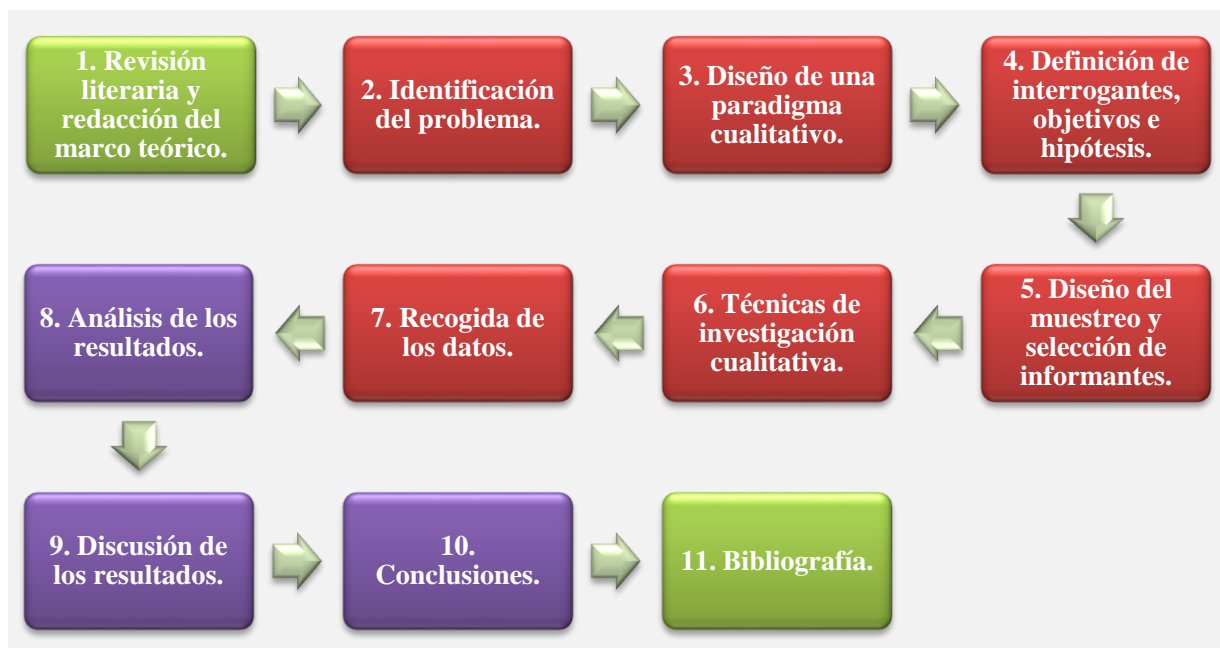 1. Revisión
literaria y
redacción del
marco teórico.
2. Identificación
del problema.
3. Diseño de una
paradigma
cualitativo.
4. Definición de
interrogantes,
objetivos e
hipótesis.
5. Diseño del
muestreo y
selección de
informantes.
6. Técnicas de
investigación
cualitativa.
7. Recogida de
los datos.
8. Análisis de los
resultados.
9. Discusión de
los resultados.
10.
Conclusiones.
11. Bibliografía.